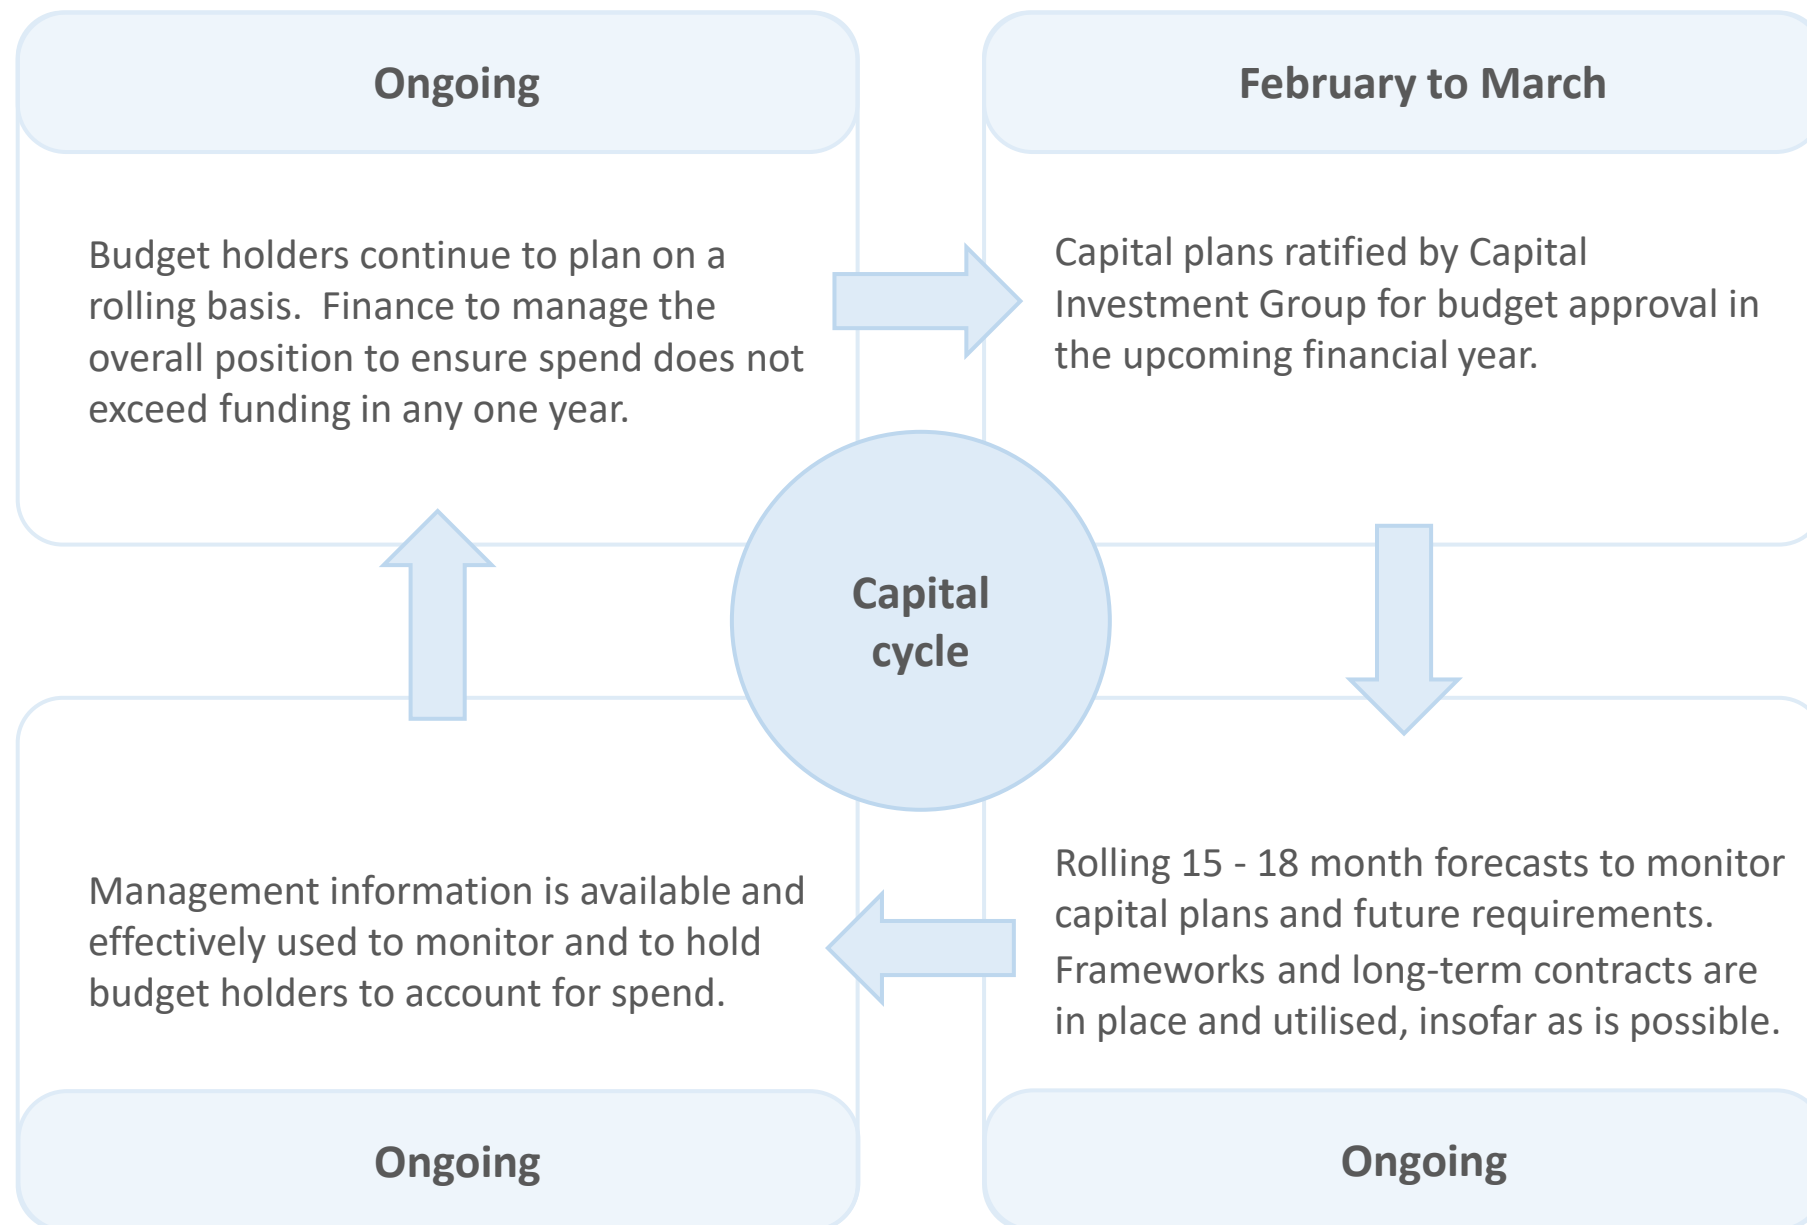 Ongoing
Budget holders continue to plan on a
rolling basis.  Finance to manage the
overall position to ensure spend does not
exceed funding in any one year.
February to March
Capital plans ratified by Capital
Investment Group for budget approval in
the upcoming financial year.
Capital
cycle
Management information is available and
effectively used to monitor and to hold
budget holders to account for spend.
Ongoing
Rolling 15 - 18 month forecasts to monitor
capital plans and future requirements.
Frameworks and long-term contracts are
in place and utilised, insofar as is possible.
Ongoing